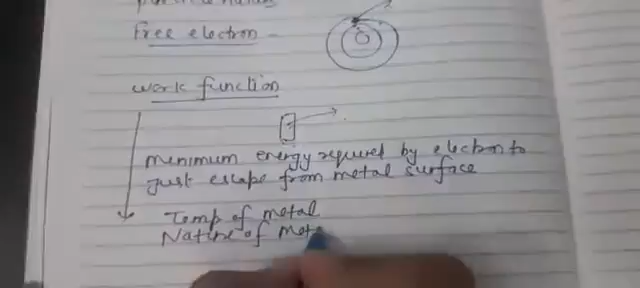 free electron -
work function
minimum energy required by electron to
just escape from metal surface
Temp of metal
Nature of met